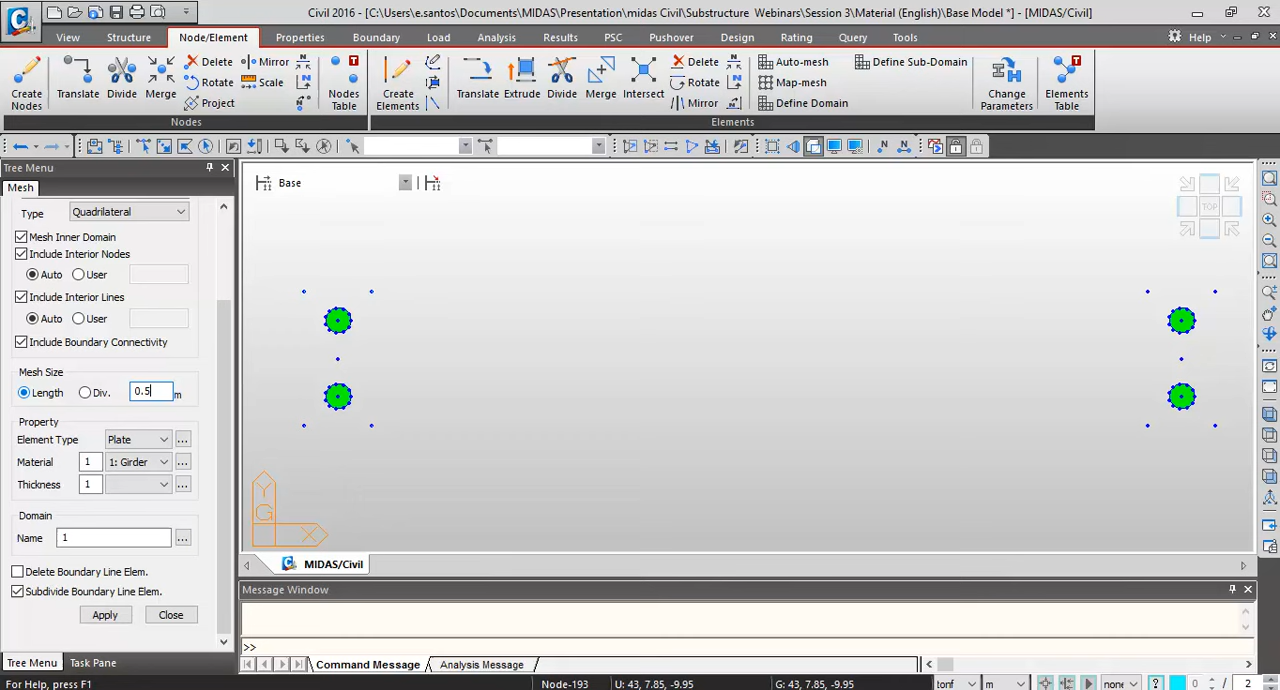 Civil 2016 - [C:\Users\e.santos\Documents\MIDAS\Presentation\midas Civil\Substure Webinars\Session 3\Material (English)\Base Model *] - [MIDAS/Civil]
View Structure Node/Element Properties Boundary Load Analysis Results PSC Pushover Design Rating Query Tools Help
Create Nodes
Translate
Divide
Merge
Delete
Rotate
Project
Mirror
Scale
Nodes Table
Create Elements
Translate
Extrude
Divide
Merge
Intersect
Delete
Rotate
Mirror
Auto-mesh
Map-mesh
Define Domain
Define Sub-Domain
Change Parameters
Elements Table
Nodes
Elements
Tree Menu
Mesh
Type Quadrilateral
Mesh Inner Domain
Include Interior Nodes
Auto User
Include Interior Lines
Auto User
Include Boundary Connectivity
Mesh Size
Length Div. 0.5 m
Property
Element Type Plate ...
Material 1 1: Girder ...
Thickness 1 ...
Domain
Name 1 ...
Delete Boundary Line Elem.
Subdivide Boundary Line Elem.
Apply Close
Tree Menu Task Pane
Base
TOP
Y
G
X
MIDAS/Civil
Message Window
>>
Command Message Analysis Message
For Help, press F1 Node-193 U: 43, 7.85, -9.95 G: 43, 7.85, -9.95 tonf m none ? 0 / 2